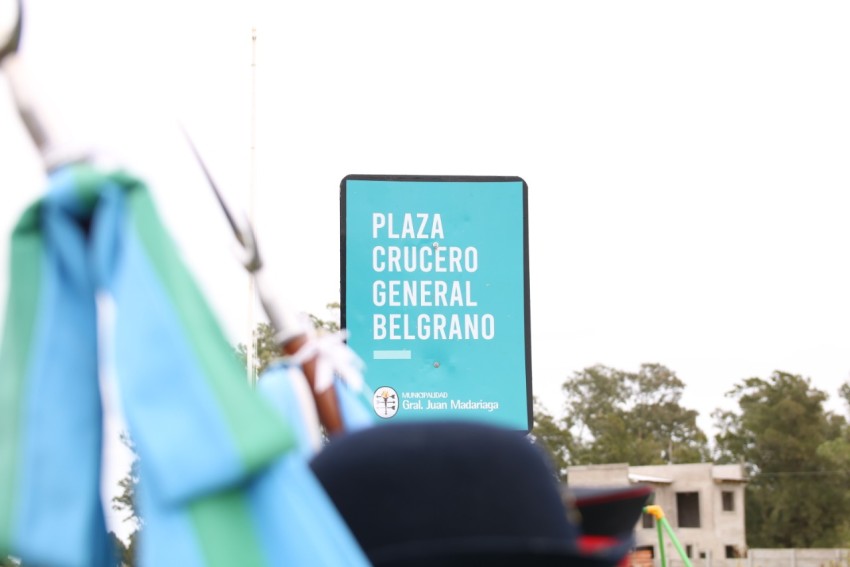 PLAZA
CRUCERO
GENERAL
BELGRANO
MUNICIPALIDAD
Gral. Juan Madariaga